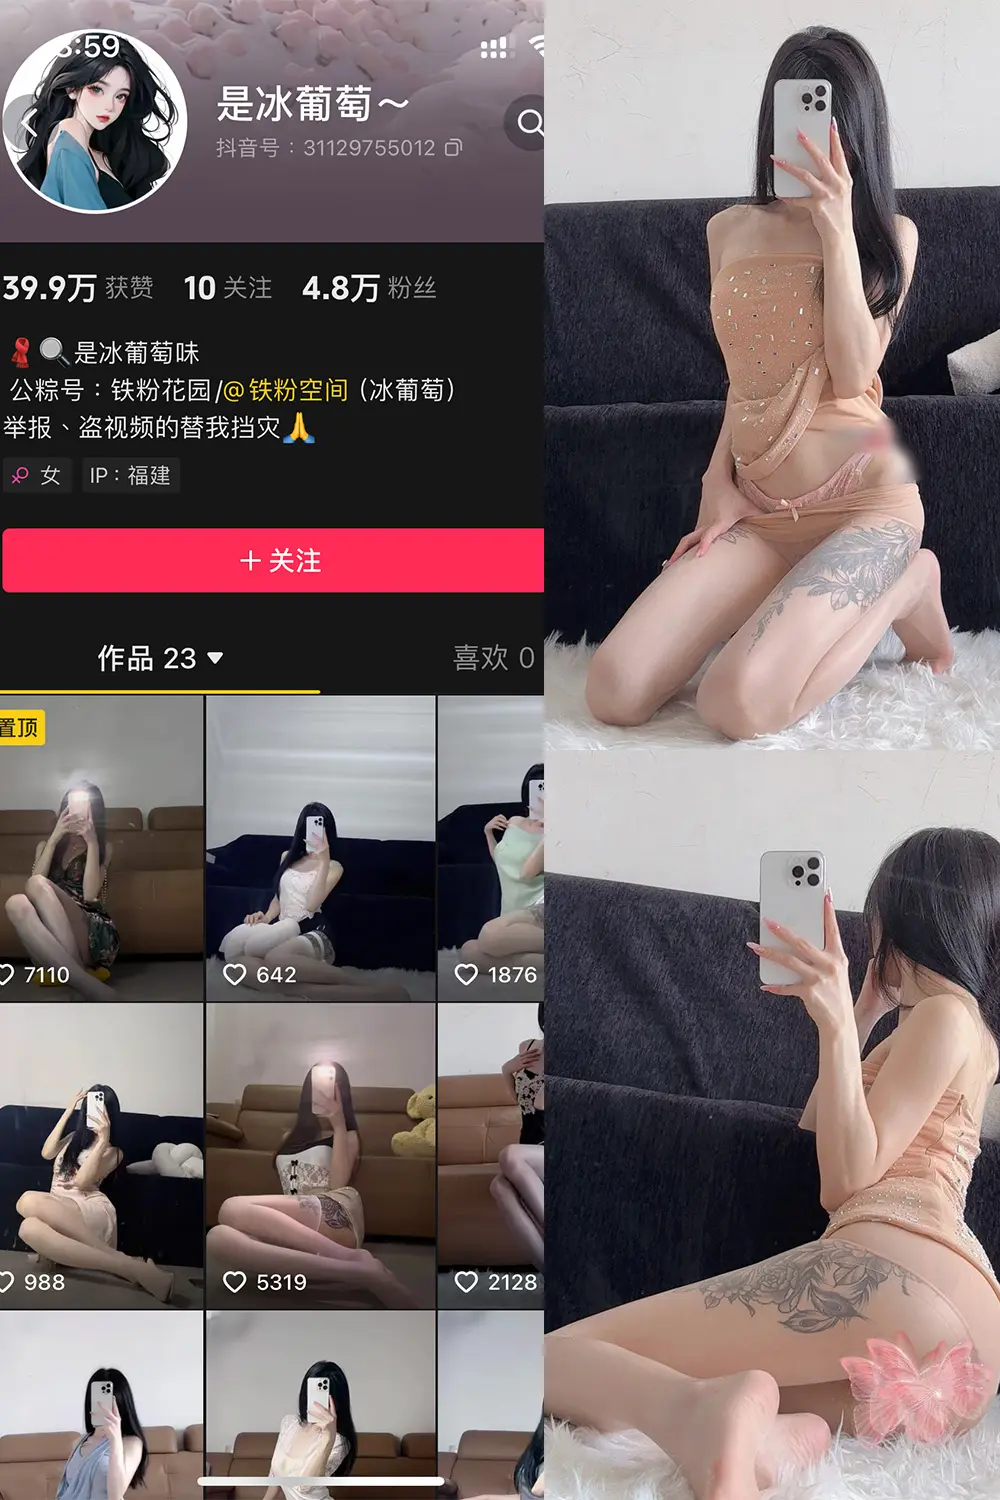 8:59
是冰葡萄～
抖音号：31129755012
39.9万 获赞 10 关注 4.8万 粉丝
是冰葡萄味
公粽号：铁粉花园/@铁粉空间（冰葡萄）
举报、盗视频的替我挡灾
女 IP：福建
+ 关注
作品 23 喜欢 0
置顶
7110 642 1876
988 5319 2128